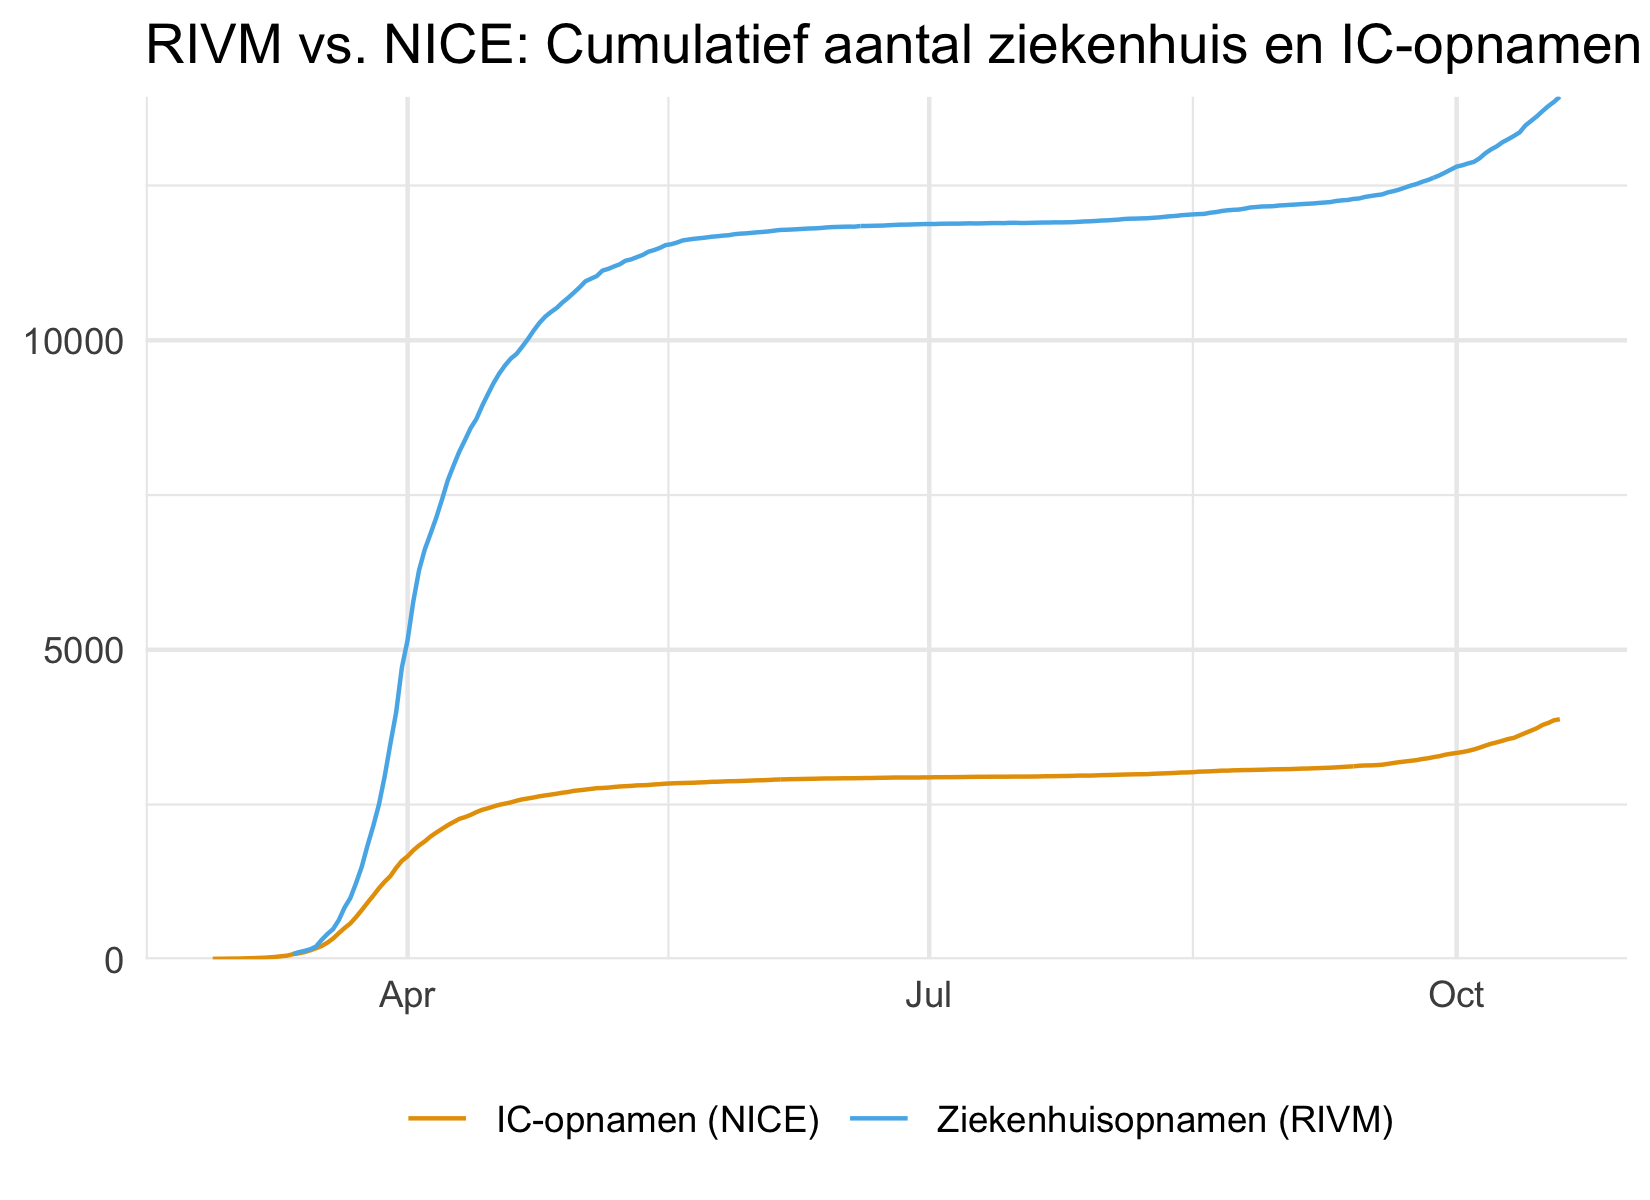 RIVM vs. NICE: Cumulatief aantal ziekenhuis en IC-opnamen
10000
5000
0
Apr
Jul
Oct
IC-opnamen (NICE)
Ziekenhuisopnamen (RIVM)